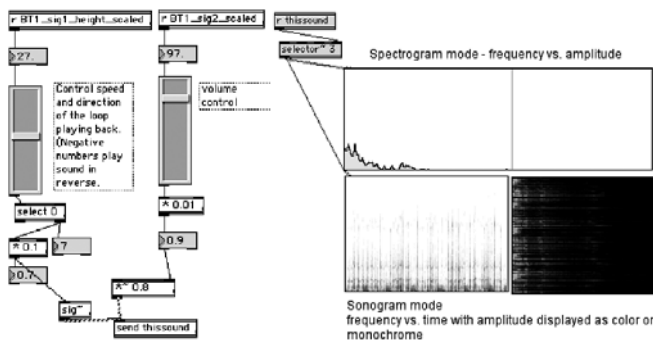 r BT1_sig1_height_scaled
27.
Control speed
and direction
of the loop
playing back.
(Negative
numbers play
sound in
reverse.
select 0
* 0.1
7
0.7
sig~
r BT1_sig2_scaled
97.
volume
control
* 0.01
0.9
*~ 0.8
send thissound
r thissound
selector~ 3
Spectrogram mode - frequency vs. amplitude
Sonogram mode
frequency vs. time with amplitude displayed as color or
monochrome